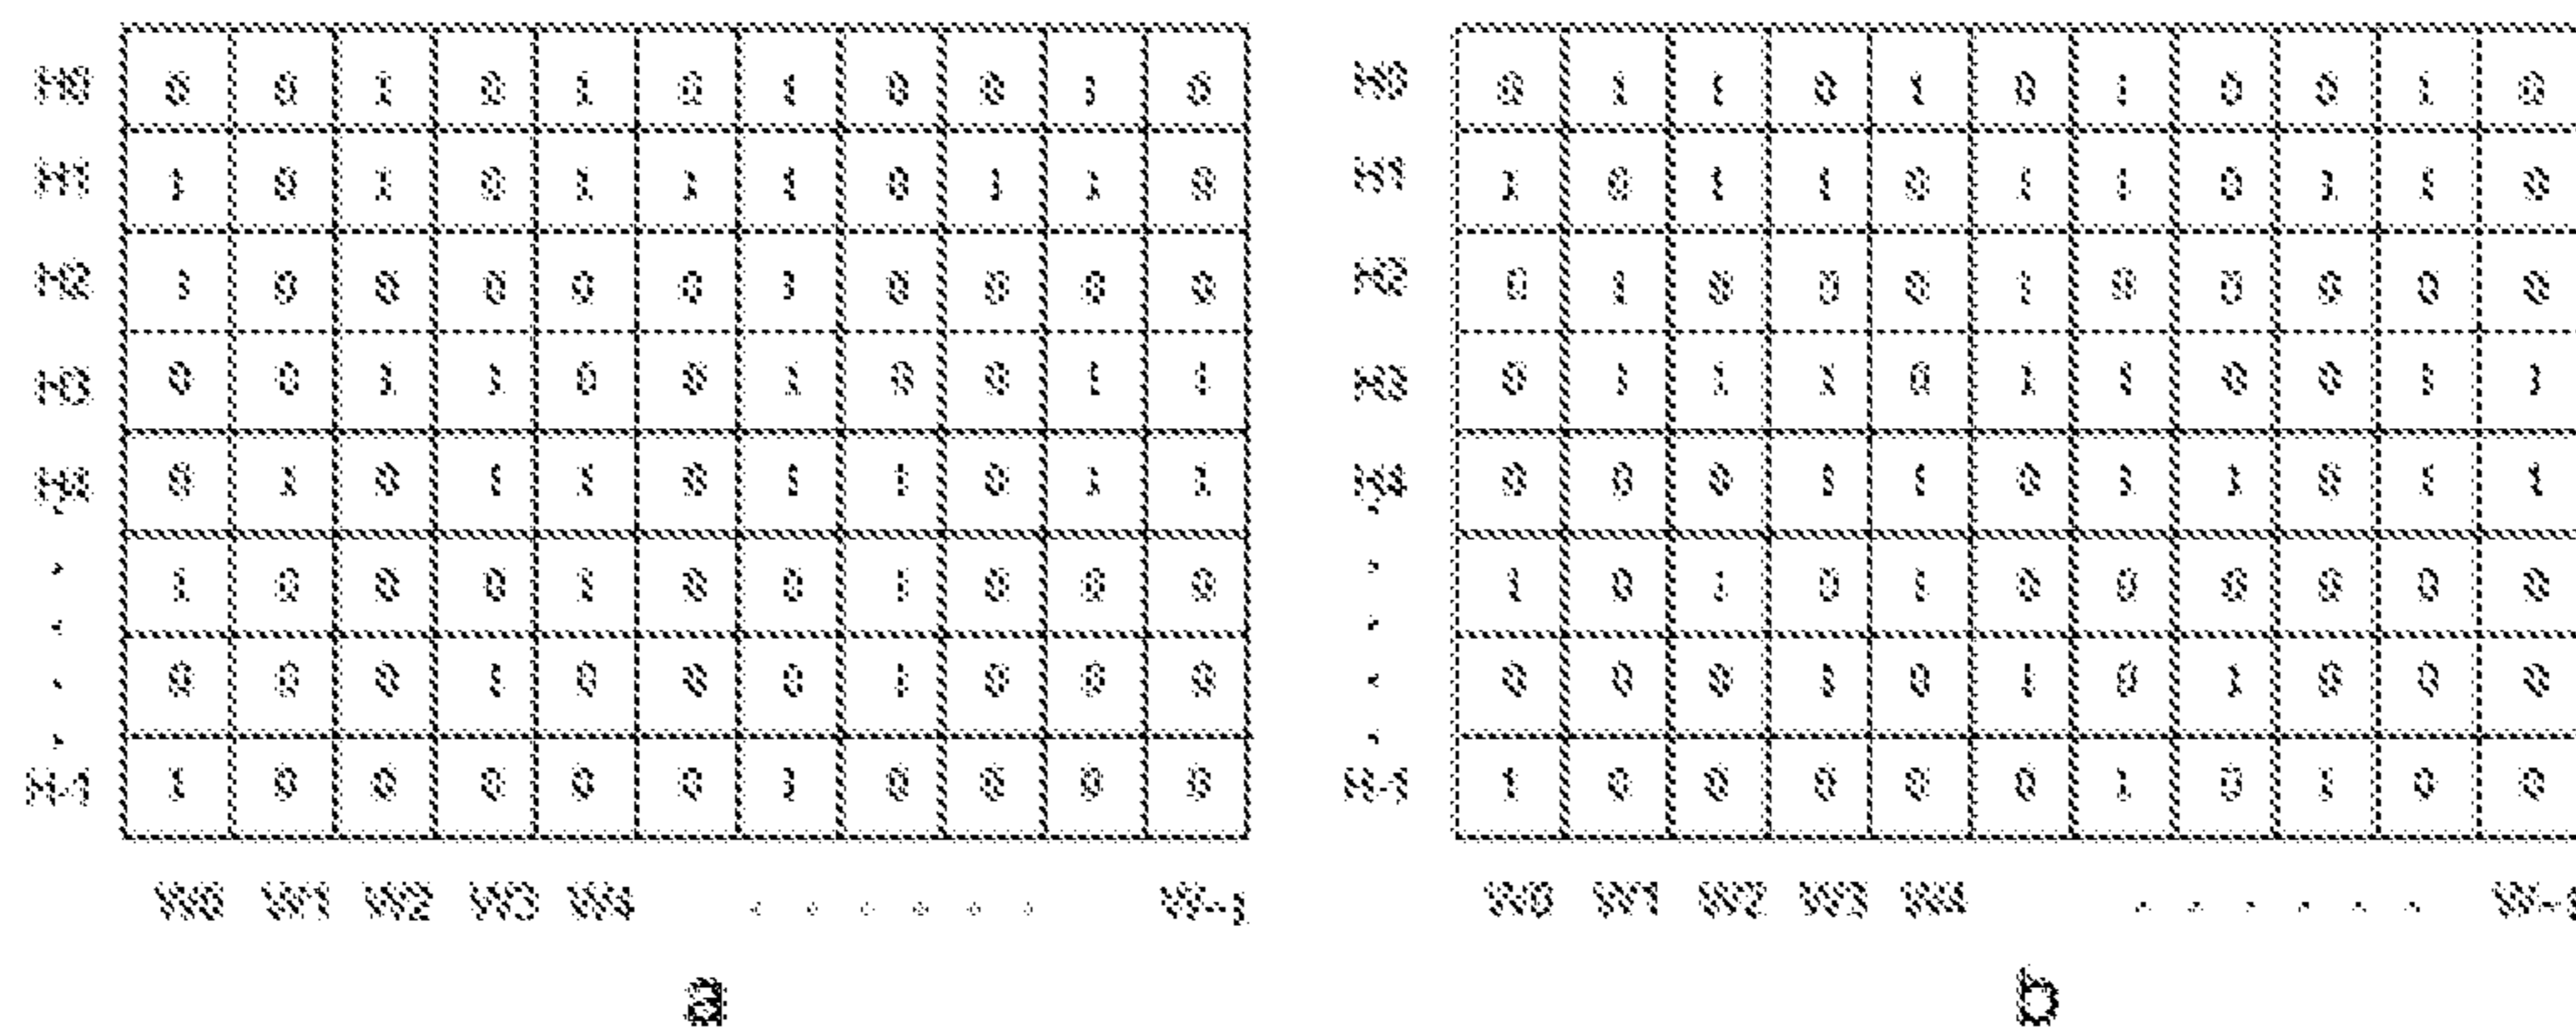 H0 0 0 1 0 1 0 1 0 0 1 0
H1 1 0 1 0 1 1 1 0 1 1 0
H2 1 0 0 0 0 0 1 0 0 0 0
H3 0 0 1 1 0 0 1 0 0 1 1
H4 0 1 0 1 1 0 1 1 0 1 1
1 0 0 0 1 0 0 1 0 0 0
0 0 0 1 0 0 0 1 0 0 0
H-1 1 0 0 0 0 0 1 0 0 0 0
W0 W1 W2 W3 W4 . . . . . . W-1
a
H0 0 1 1 0 1 0 1 0 0 1 0
H1 1 0 1 1 0 1 1 0 1 1 0
H2 0 1 0 0 0 1 0 0 0 0 0
H3 0 1 1 1 0 1 1 0 0 1 1
H4 0 0 0 1 1 0 1 1 0 1 1
1 0 1 0 1 0 0 0 0 0 0
0 0 0 1 0 1 0 1 0 0 0
H-1 1 0 0 0 0 0 1 0 1 0 0
W0 W1 W2 W3 W4 . . . . . . W-1
b